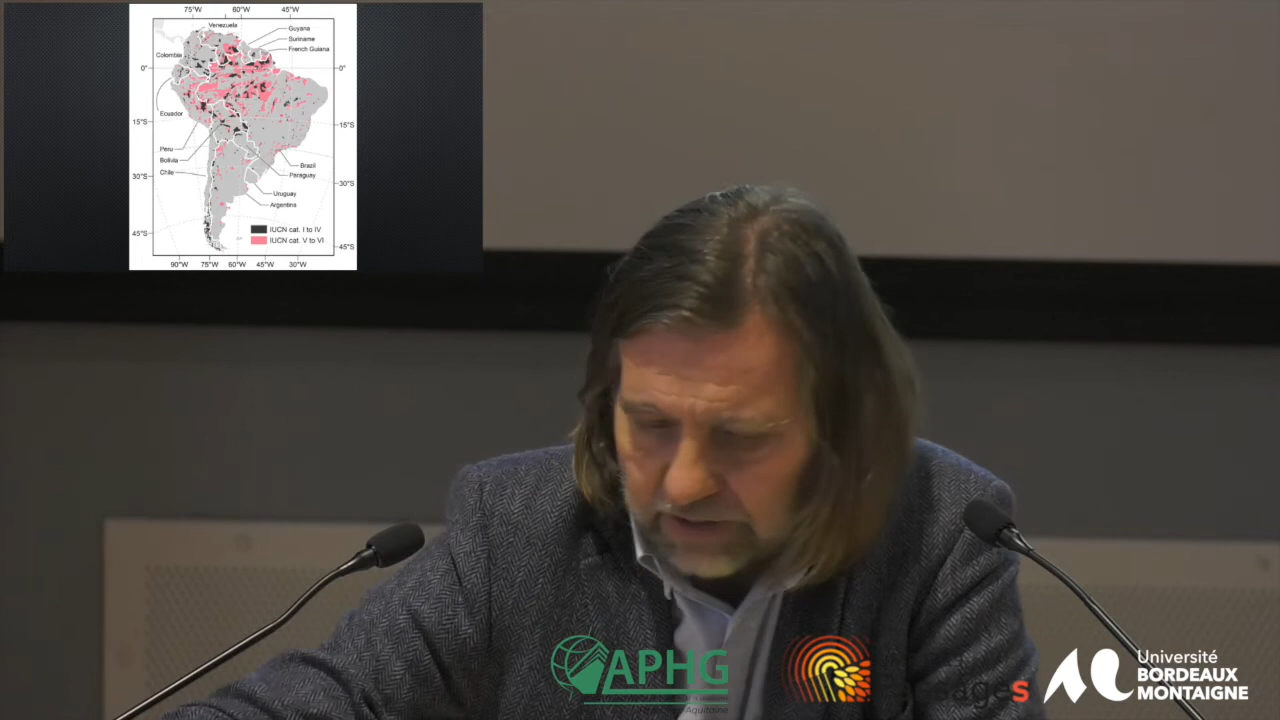 75°W 60°W 45°W
Venezuela
Guyana
Suriname
French Guiana
Colombia
0° 0°
Ecuador
15°S 15°S
Peru
Bolivia
Brazil
Chile
Paraguay
30°S 30°S
Uruguay
Argentina
IUCN cat. I to IV
45°S
IUCN cat. V to VI
45°S
90°W 75°W 60°W 45°W 30°W
APHG
Aquitaine
Université
BORDEAUX
MONTAIGNE